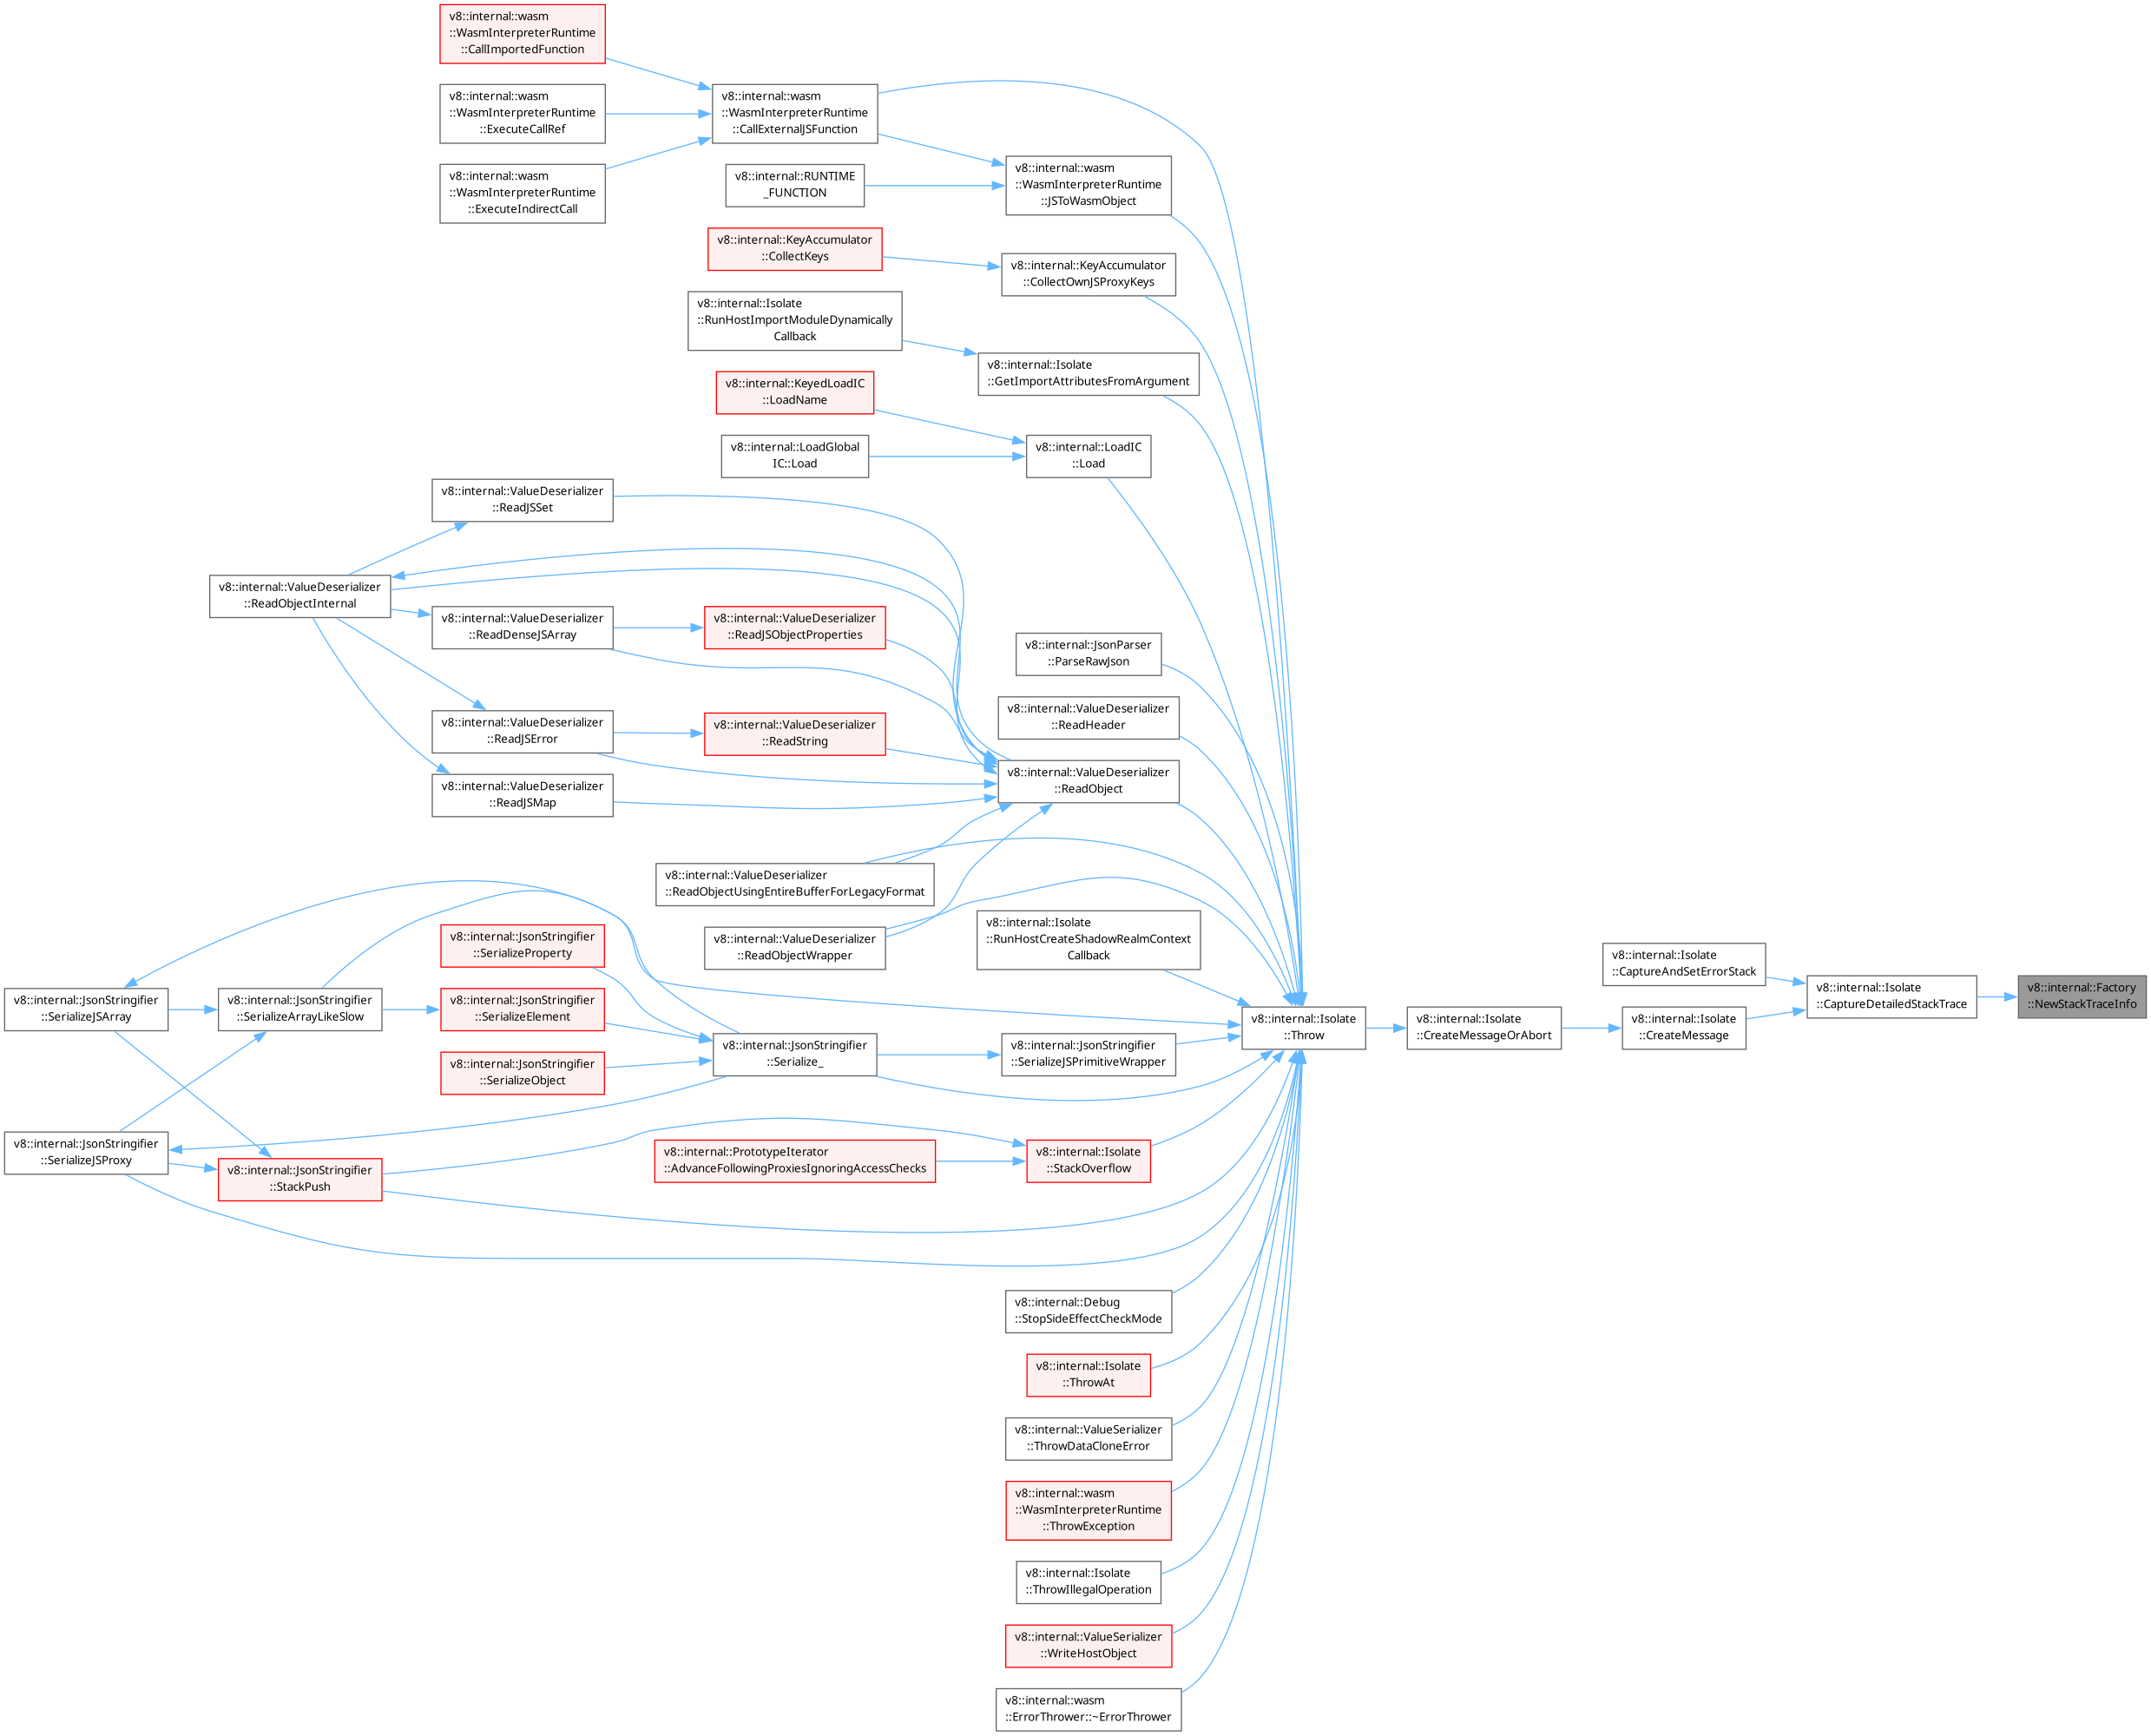 v8::internal::wasm
::WasmInterpreterRuntime
::CallImportedFunction
v8::internal::wasm
::WasmInterpreterRuntime
::ExecuteCallRef
v8::internal::wasm
::WasmInterpreterRuntime
::CallExternalJSFunction
v8::internal::wasm
::WasmInterpreterRuntime
::ExecuteIndirectCall
v8::internal::RUNTIME
_FUNCTION
v8::internal::wasm
::WasmInterpreterRuntime
::JSToWasmObject
v8::internal::KeyAccumulator
::CollectKeys
v8::internal::KeyAccumulator
::CollectOwnJSProxyKeys
v8::internal::Isolate
::RunHostImportModuleDynamically
Callback
v8::internal::Isolate
::GetImportAttributesFromArgument
v8::internal::KeyedLoadIC
::LoadName
v8::internal::LoadGlobal
IC::Load
v8::internal::LoadIC
::Load
v8::internal::ValueDeserializer
::ReadJSSet
v8::internal::ValueDeserializer
::ReadObjectInternal
v8::internal::ValueDeserializer
::ReadDenseJSArray
v8::internal::ValueDeserializer
::ReadJSObjectProperties
v8::internal::JsonParser
::ParseRawJson
v8::internal::ValueDeserializer
::ReadHeader
v8::internal::ValueDeserializer
::ReadJSError
v8::internal::ValueDeserializer
::ReadString
v8::internal::ValueDeserializer
::ReadJSMap
v8::internal::ValueDeserializer
::ReadObject
v8::internal::ValueDeserializer
::ReadObjectUsingEntireBufferForLegacyFormat
v8::internal::ValueDeserializer
::ReadObjectWrapper
v8::internal::Isolate
::RunHostCreateShadowRealmContext
Callback
v8::internal::JsonStringifier
::SerializeProperty
v8::internal::JsonStringifier
::SerializeJSArray
v8::internal::JsonStringifier
::SerializeArrayLikeSlow
v8::internal::JsonStringifier
::SerializeElement
v8::internal::JsonStringifier
::SerializeObject
v8::internal::JsonStringifier
::Serialize_
v8::internal::JsonStringifier
::SerializeJSPrimitiveWrapper
v8::internal::Isolate
::Throw
v8::internal::Isolate
::CreateMessageOrAbort
v8::internal::Isolate
::CaptureAndSetErrorStack
v8::internal::Isolate
::CreateMessage
v8::internal::Isolate
::CaptureDetailedStackTrace
v8::internal::Factory
::NewStackTraceInfo
v8::internal::JsonStringifier
::SerializeJSProxy
v8::internal::JsonStringifier
::StackPush
v8::internal::PrototypeIterator
::AdvanceFollowingProxiesIgnoringAccessChecks
v8::internal::Isolate
::StackOverflow
v8::internal::Debug
::StopSideEffectCheckMode
v8::internal::Isolate
::ThrowAt
v8::internal::ValueSerializer
::ThrowDataCloneError
v8::internal::wasm
::WasmInterpreterRuntime
::ThrowException
v8::internal::Isolate
::ThrowIllegalOperation
v8::internal::ValueSerializer
::WriteHostObject
v8::internal::wasm
::ErrorThrower::~ErrorThrower